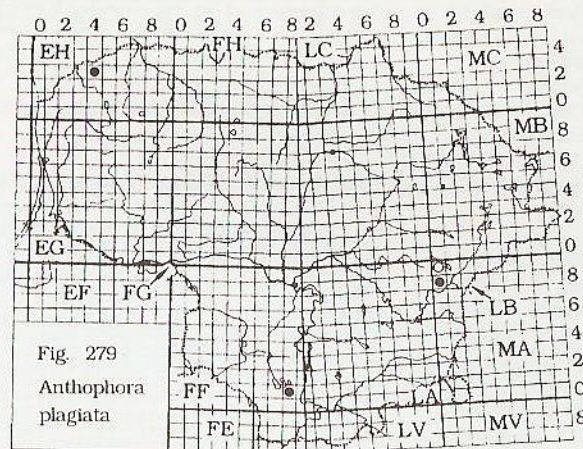 0 2 4 6 8 0 2 4 6 8 0 2 4 6 8 0 2 4 6 8
EH FH LC MC
4
0
MB 8
6
4
2
0
EG
EF FG
8
LB
6
MA
4
2
0
Fig. 279
Anthophora
plagiata
FF LA
FE LV MV 8